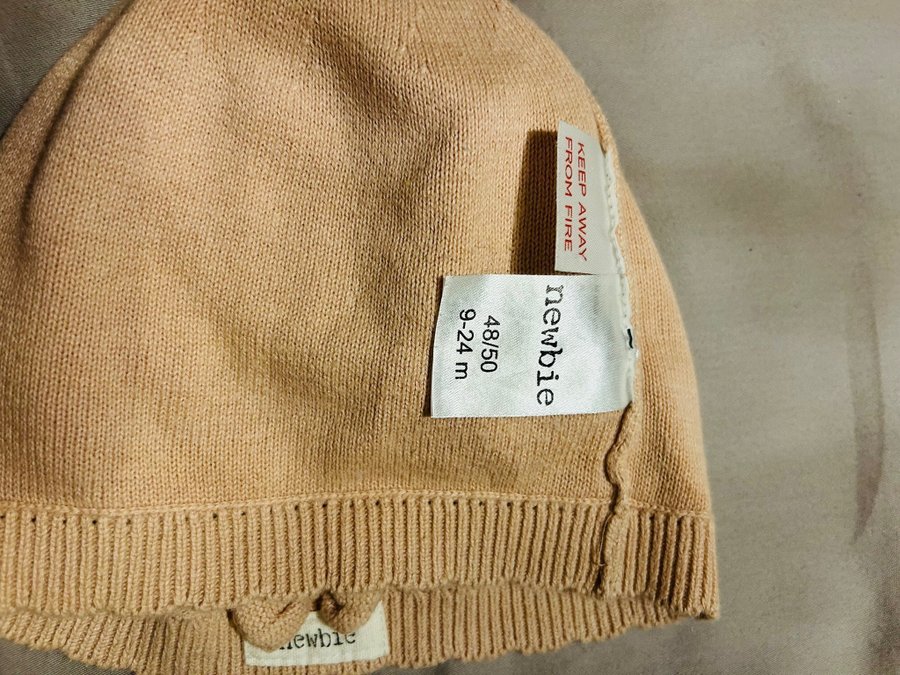 KEEP AWAY
FROM FIRE
newbie
48/50
9-24 m
newbie